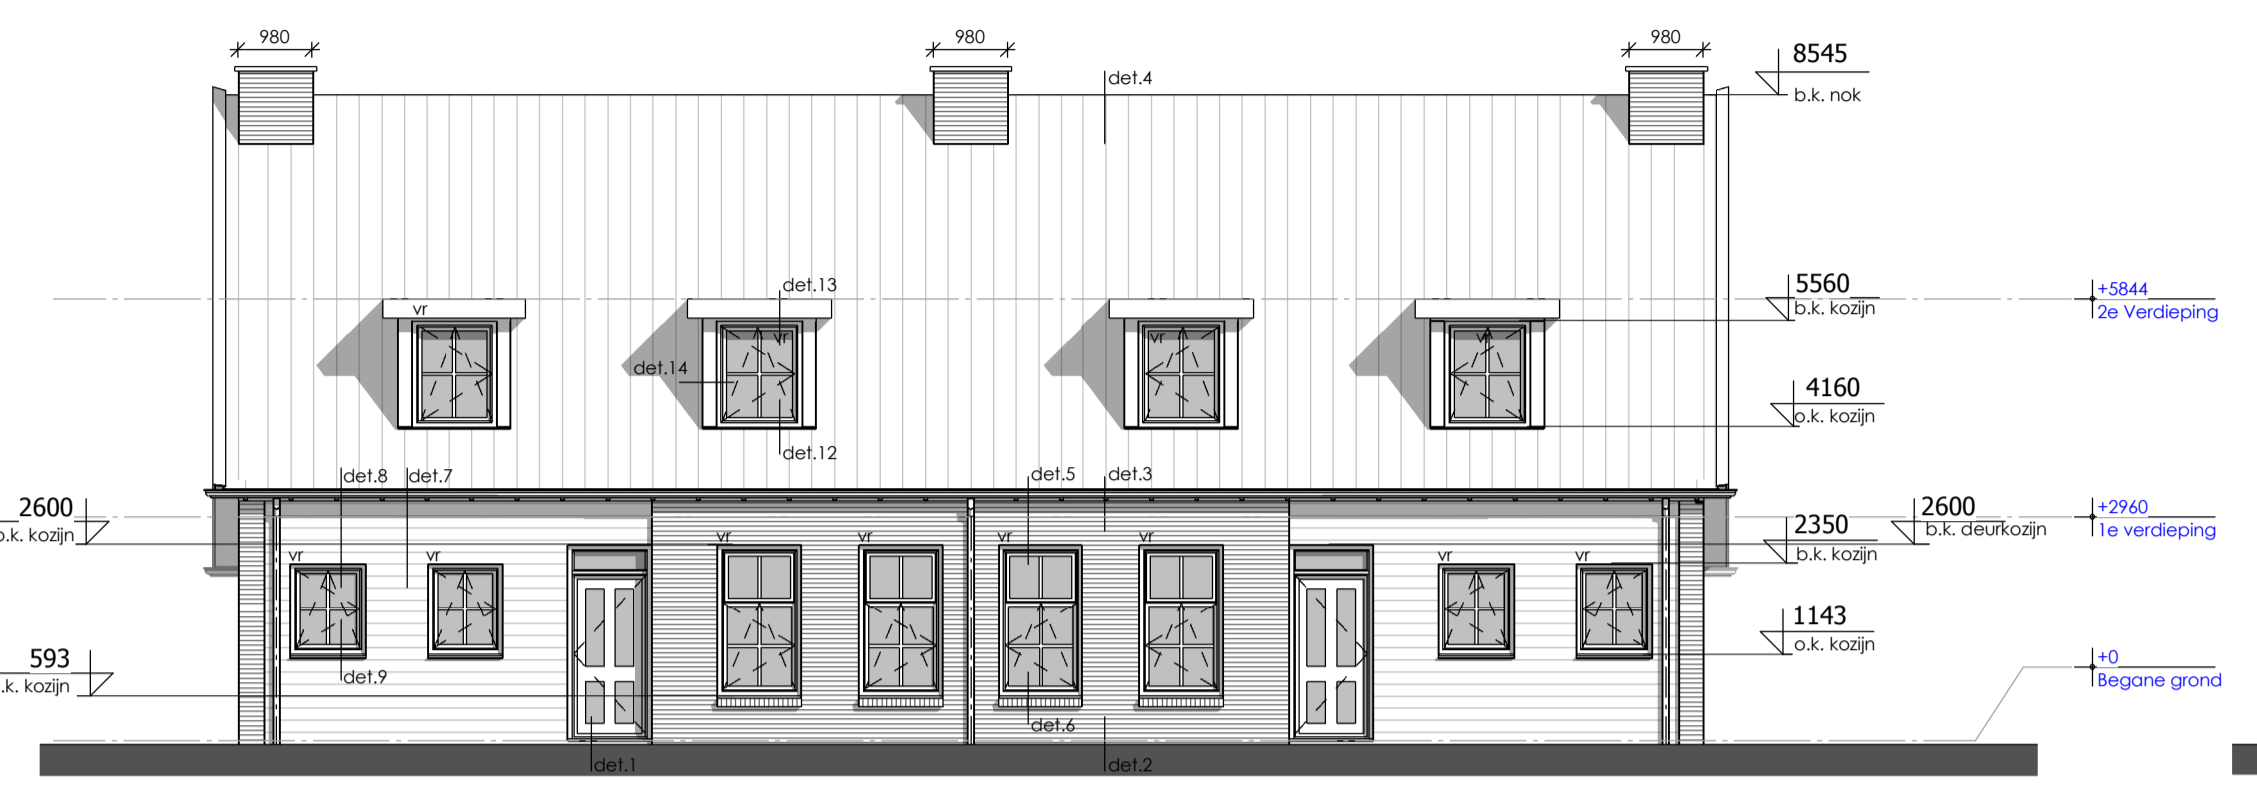 980
980
980
8545
b.k. nok
det.4
det.13
5560
b.k. kozijn
+5844
2e Verdieping
vr
vr
vr
vr
det.14
4160
o.k. kozijn
det.12
det.8
det.7
det.5
det.3
2600
b.k. kozijn
2350
b.k. kozijn
2600
b.k. deurkozijn
+2960
1e verdieping
vr
vr
vr
vr
vr
vr
vr
vr
593
.k. kozijn
det.9
1143
o.k. kozijn
+0
Begane grond
det.6
det.1
det.2